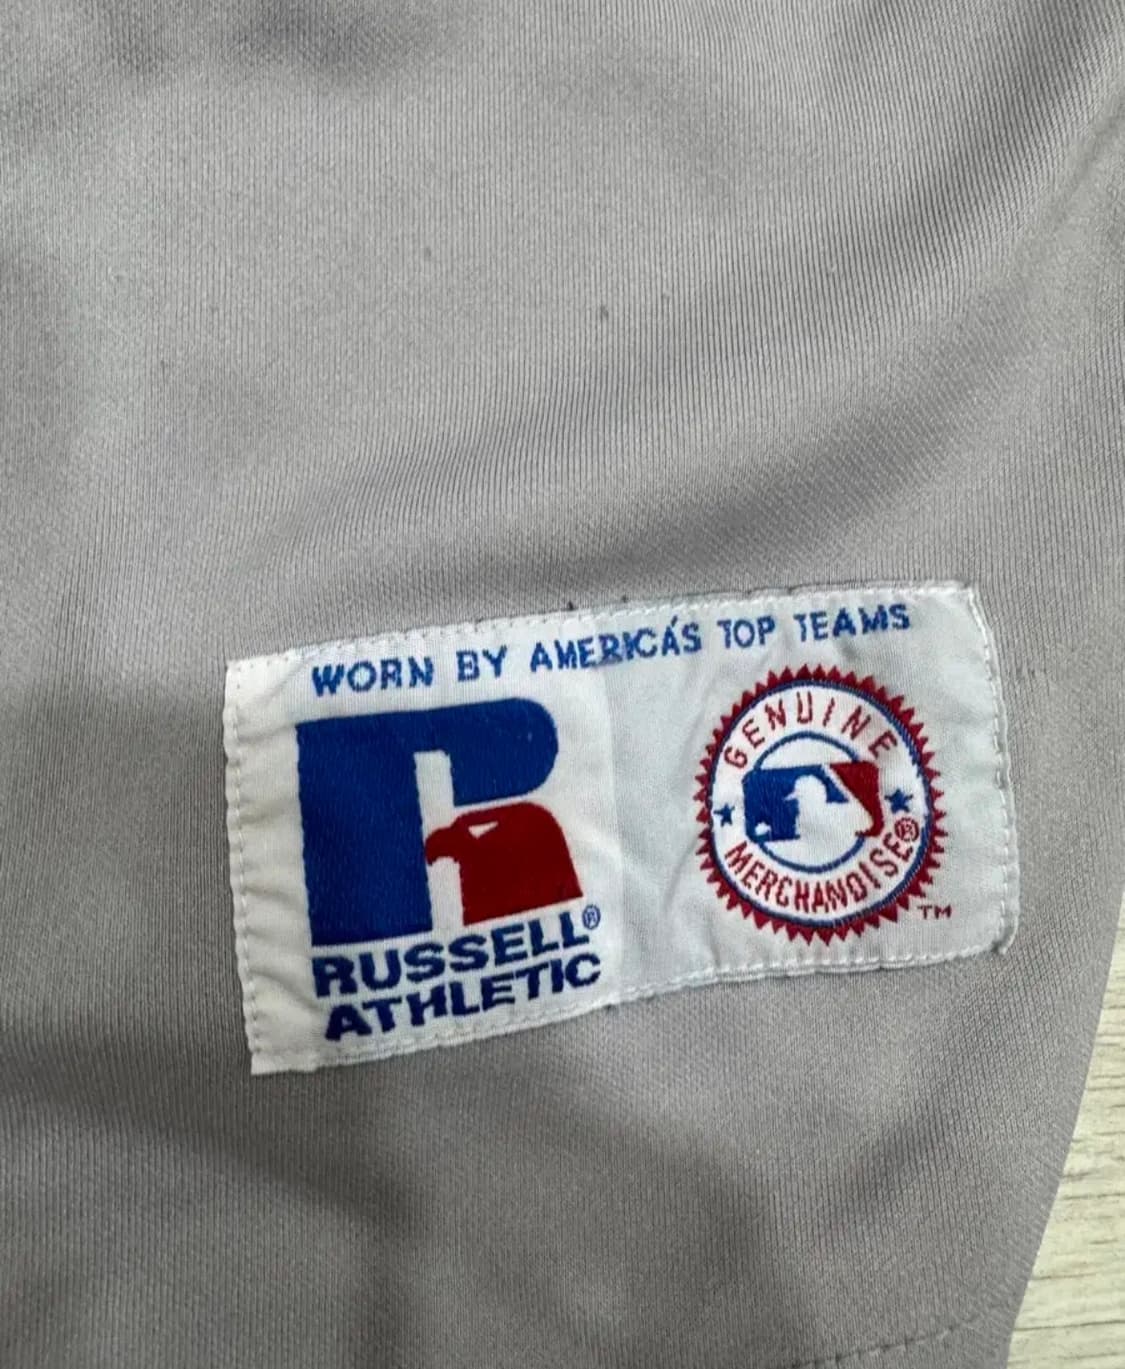 WORN BY AMERICA'S TOP TEAMS
RUSSELL®
ATHLETIC
GENUINE
MERCHANDISE®
TM